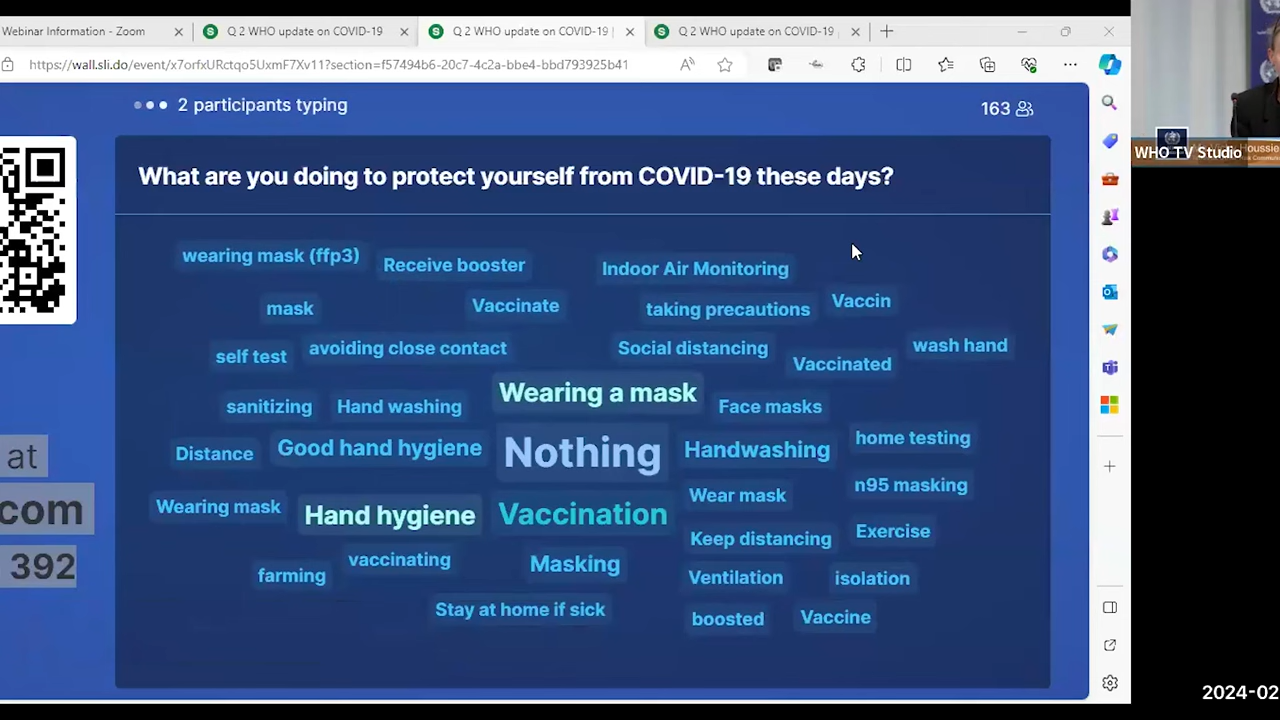 Webinar Information - Zoom
Q 2 WHO update on COVID-19
Q 2 WHO update on COVID-19 |
Q 2 WHO update on COVID-19
https://wall.sli.do/event/x7orfxURctqo5UxmF7Xv11?section=f57494b6-20c7-4c2a-bbe4-bbd793925b41
2 participants typing
163
WHO TV Studio
Houssie
What are you doing to protect yourself from COVID-19 these days?
wearing mask (ffp3)
Receive booster
Indoor Air Monitoring
mask
Vaccinate
taking precautions
Vaccin
self test
avoiding close contact
Social distancing
Vaccinated
wash hand
sanitizing
Hand washing
Wearing a mask
Face masks
Distance
Good hand hygiene
Nothing
Handwashing
home testing
at
com
392
Wearing mask
Hand hygiene
Vaccination
Wear mask
n95 masking
Keep distancing
Exercise
farming
vaccinating
Masking
Ventilation
isolation
Stay at home if sick
boosted
Vaccine
2024-02